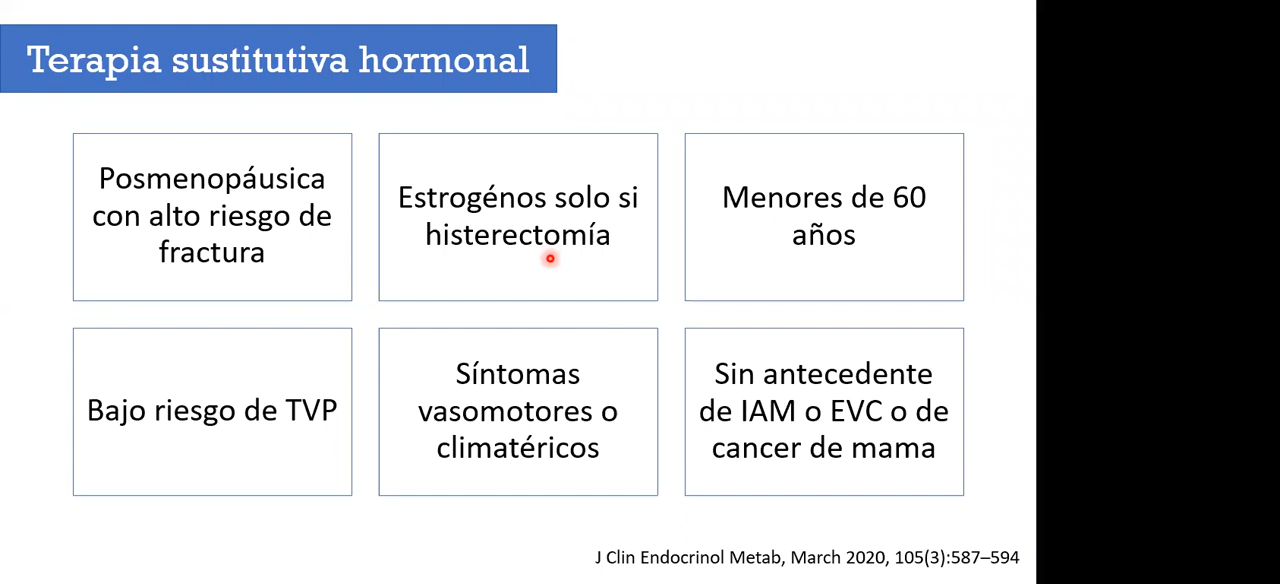 Terapia sustitutiva hormonal
Posmenopáusica
con alto riesgo de
fractura
Estrogénos solo si
histerectomía
Menores de 60
años
Bajo riesgo de TVP
Síntomas
vasomotores o
climatéricos
Sin antecedente
de IAM o EVC o de
cancer de mama
J Clin Endocrinol Metab, March 2020, 105(3):587–594